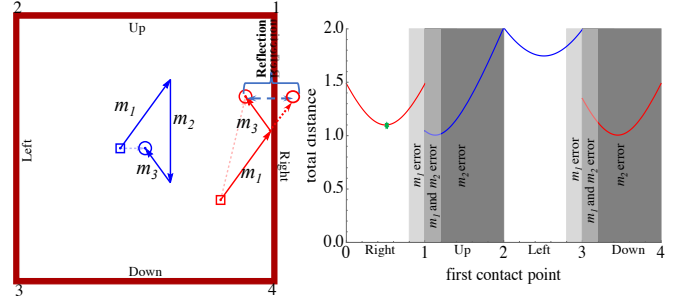 2
1
Up
Reflection
m₁
m₂
m₃
m₃
m₁
Left
Right
Down
3
4
total distance
2.0
1.5
1.0
0.5
0.0
m₁ error
m₁ and m₂ error
m₂ error
m₁ error
m₁ and m₂ error
m₂ error
0
Right
1
Up
2
Left
3
Down
4
first contact point